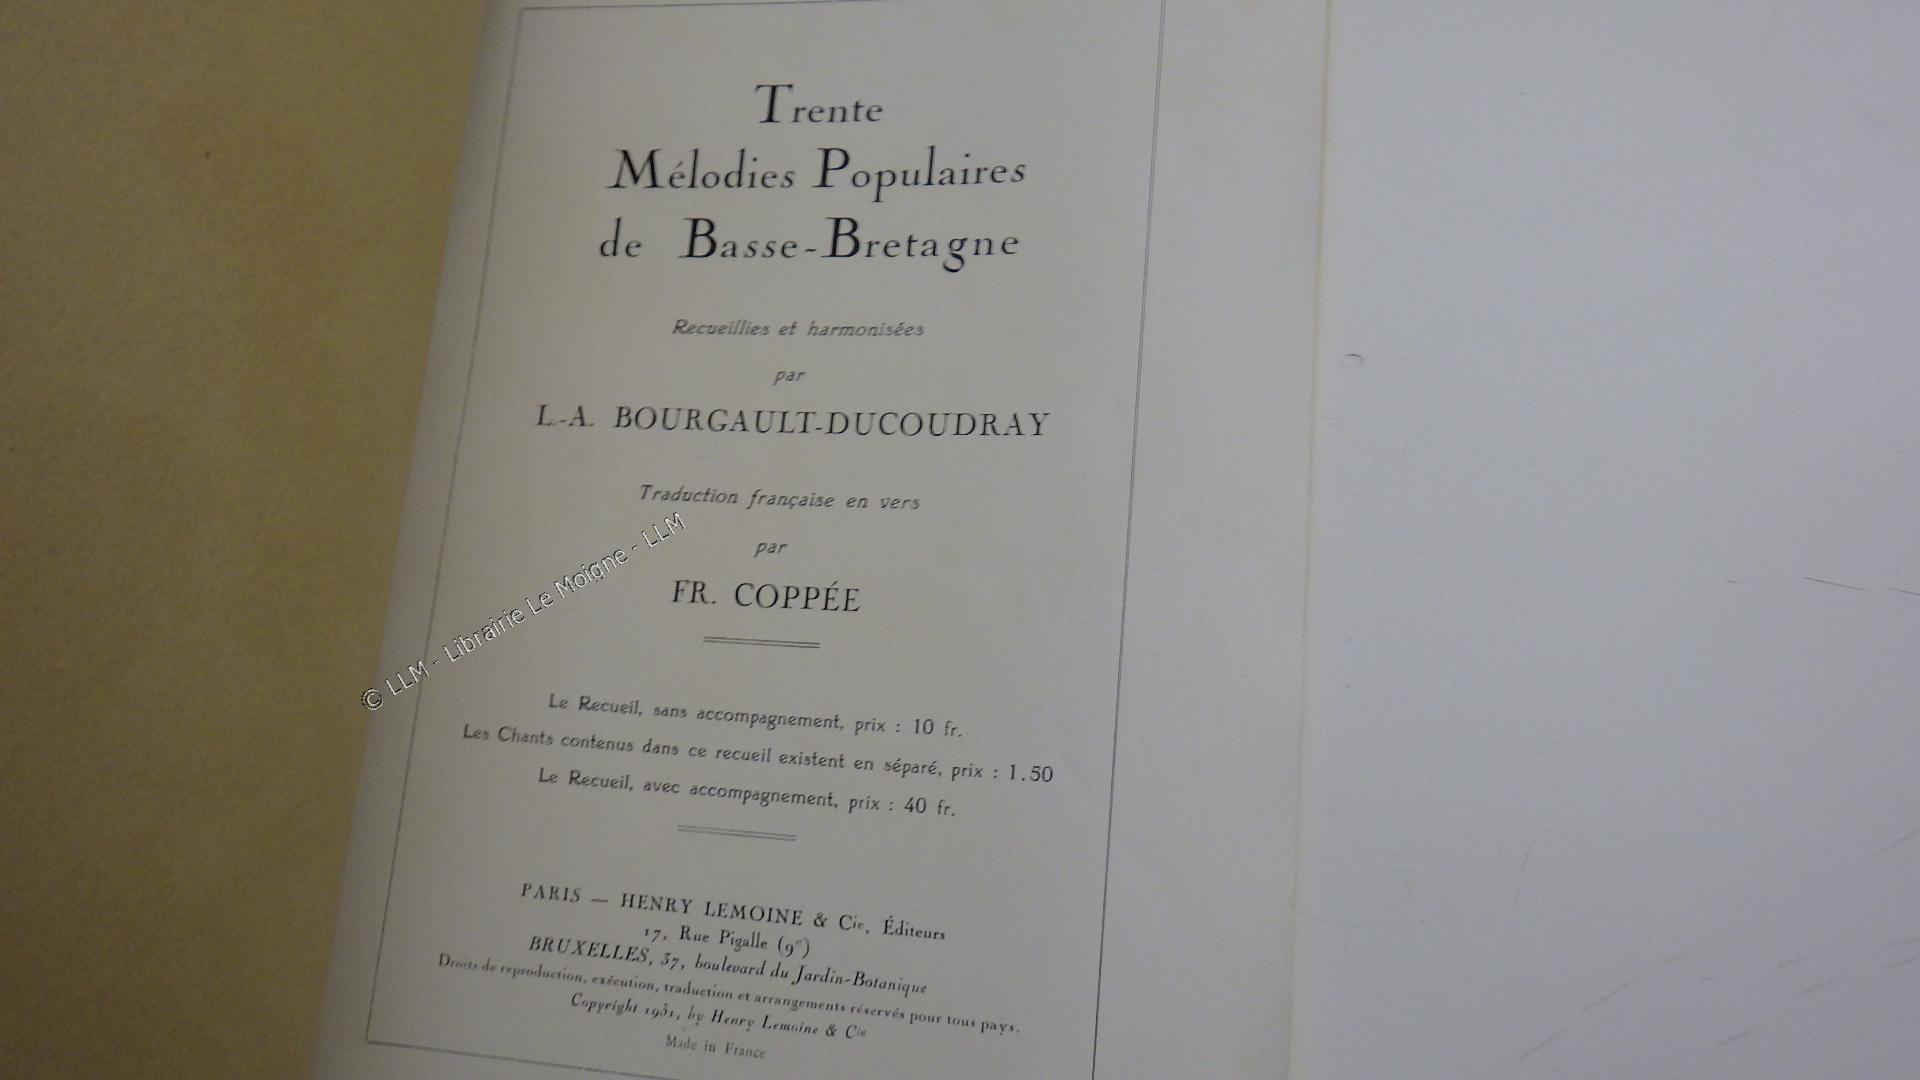 Trente
Mélodies Populaires
de Basse-Bretagne
Recueillies et harmonisées
par
L.-A. BOURGAULT-DUCOUDRAY
Traduction française en vers
par
FR. COPPÉE
Le Recueil, sans accompagnement, prix : 10 fr.
Les Chants contenus dans ce recueil existent en séparé, prix : 1.50
Le Recueil, avec accompagnement, prix : 40 fr.
PARIS — HENRY LEMOINE & Cie, Éditeurs
17, Rue Pigalle (9e)
BRUXELLES, 37, boulevard du Jardin-Botanique
Droits de reproduction, exécution, traduction et arrangements réservés pour tous pays.
Copyright 1931, by Henry Lemoine & Cie
Made in France
© LLM - Librairie Le Moigne - LLM